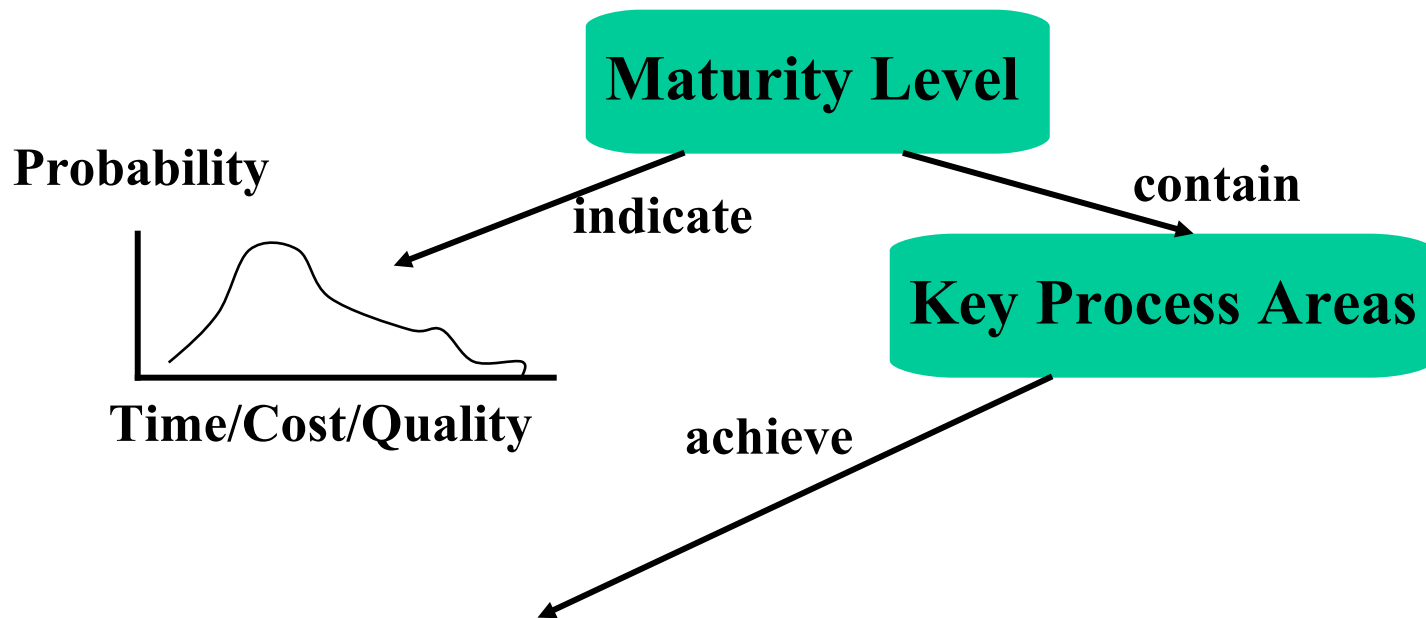 Maturity Level
Probability
indicate
contain
Key Process Areas
Time/Cost/Quality
achieve